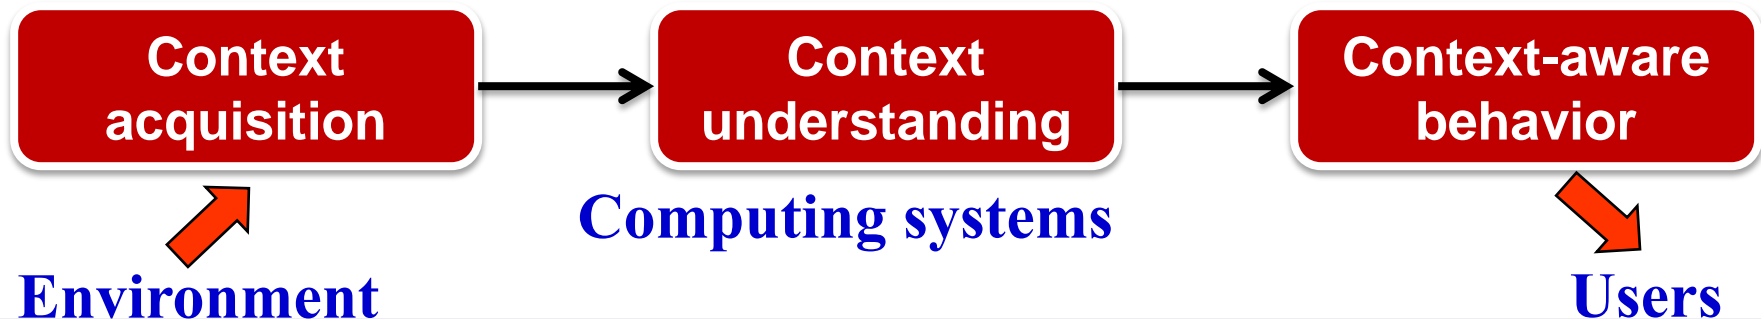 Context
acquisition
Context
understanding
Context-aware
behavior
Computing systems
Environment
Users